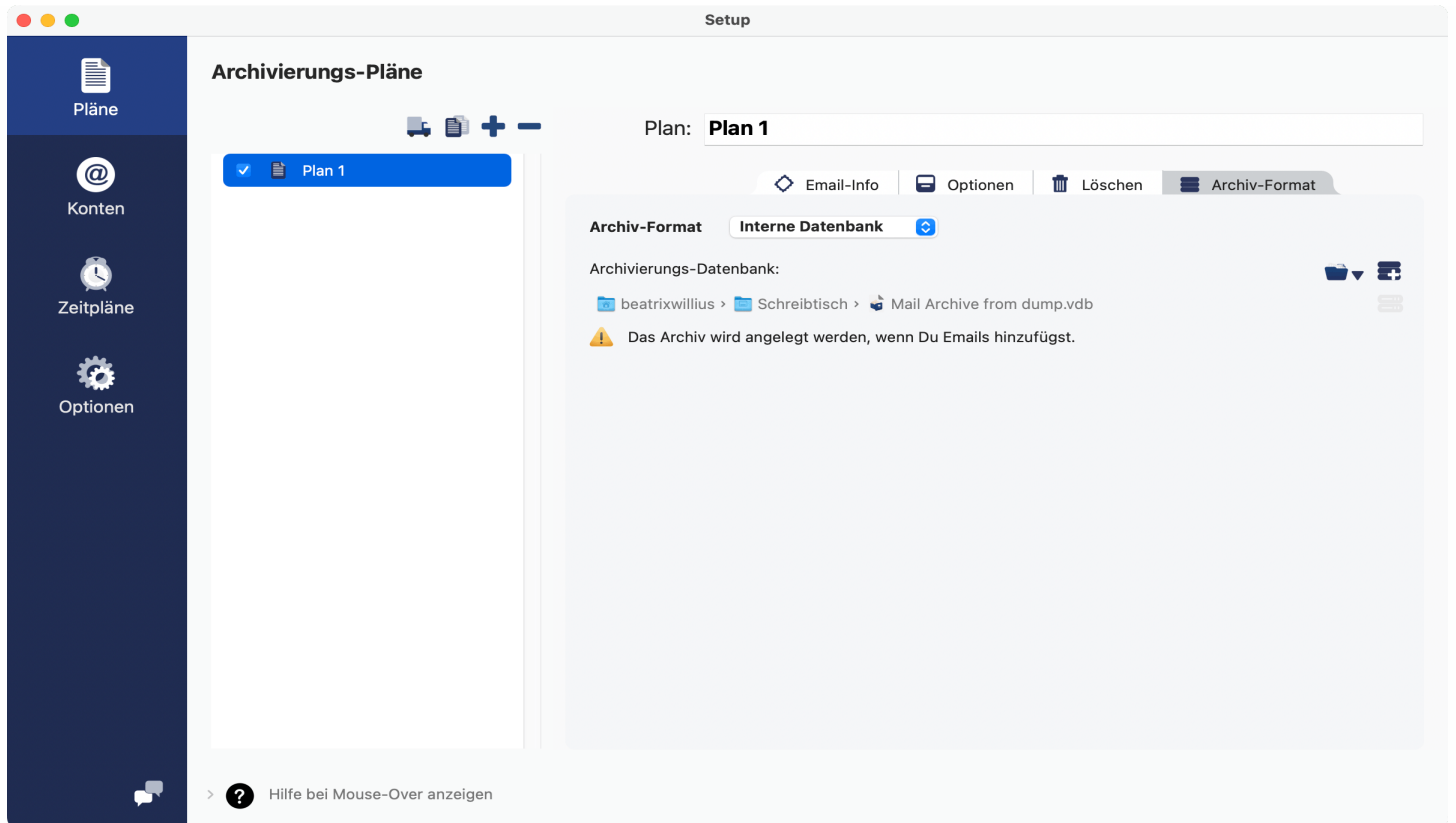 Setup
Pläne
Konten
Zeitpläne
Optionen
Archivierungs-Pläne
Plan 1
Plan: Plan 1
Email-Info Optionen Löschen Archiv-Format
Archiv-Format Interne Datenbank
Archivierungs-Datenbank:
beatrixwillius › Schreibtisch › Mail Archive from dump.vdb
Das Archiv wird angelegt werden, wenn Du Emails hinzufügst.
? Hilfe bei Mouse-Over anzeigen